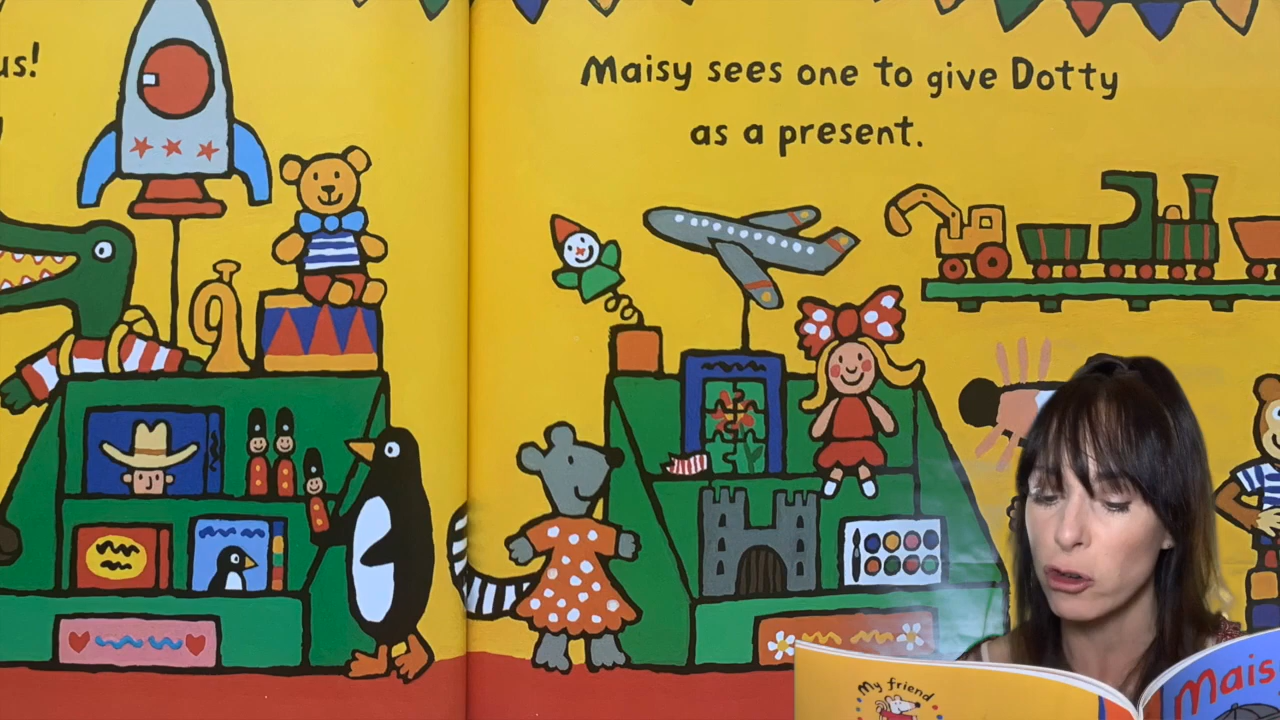 us!
Maisy sees one to give Dotty
as a present.
My friend
Mais